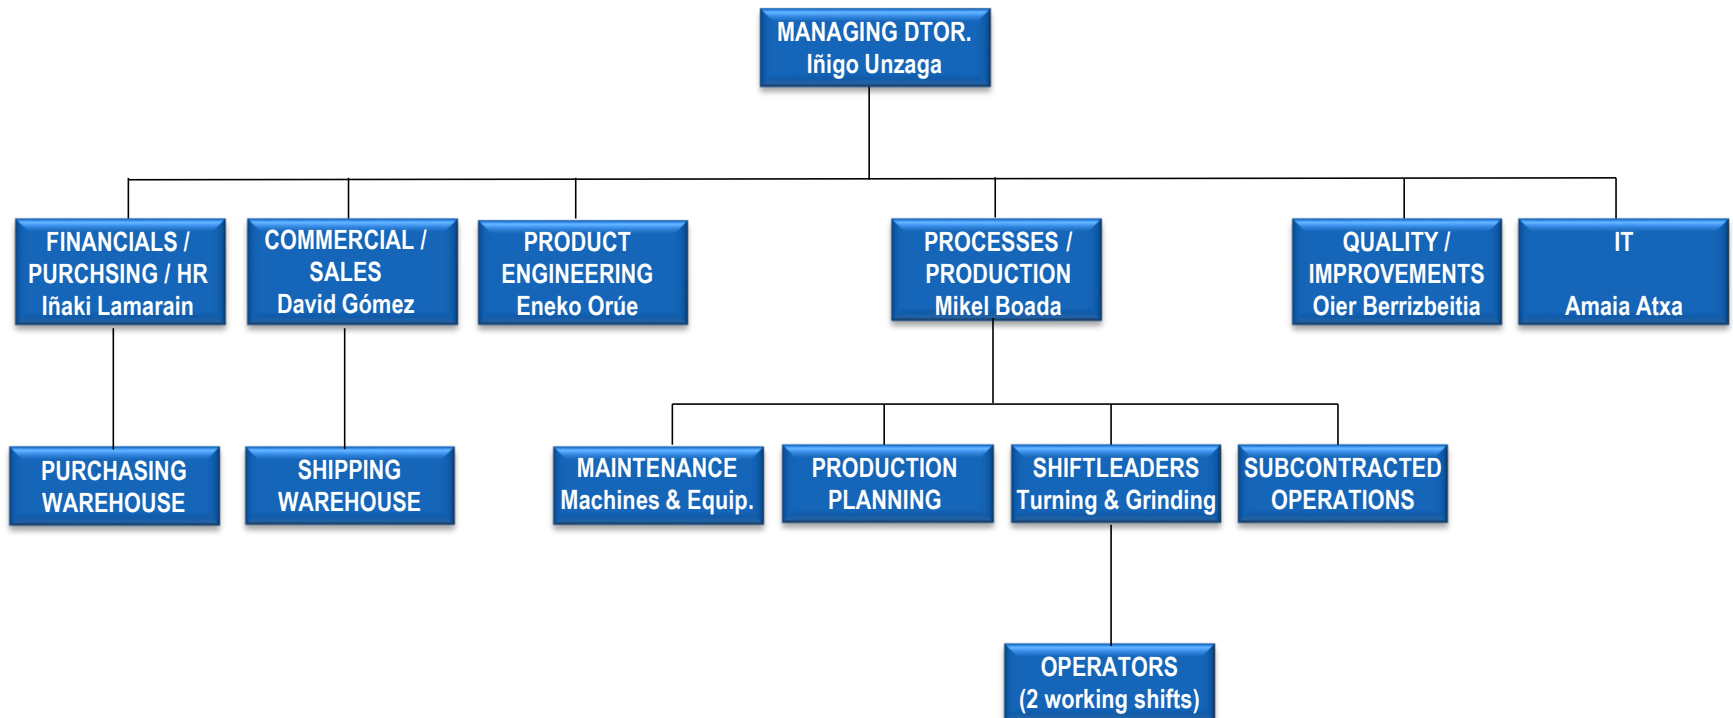 MANAGING DTOR.
Iñigo Unzaga
FINANCIALS /
PURCHSING / HR
Iñaki Lamarain
COMMERCIAL /
SALES
David Gómez
PRODUCT
ENGINEERING
Eneko Orúe
PROCESSES /
PRODUCTION
Mikel Boada
QUALITY /
IMPROVEMENTS
Oier Berrizbeitia
IT
Amaia Atxa
PURCHASING
WAREHOUSE
SHIPPING
WAREHOUSE
MAINTENANCE
Machines & Equip.
PRODUCTION
PLANNING
SHIFTLEADERS
Turning & Grinding
SUBCONTRACTED
OPERATIONS
OPERATORS
(2 working shifts)